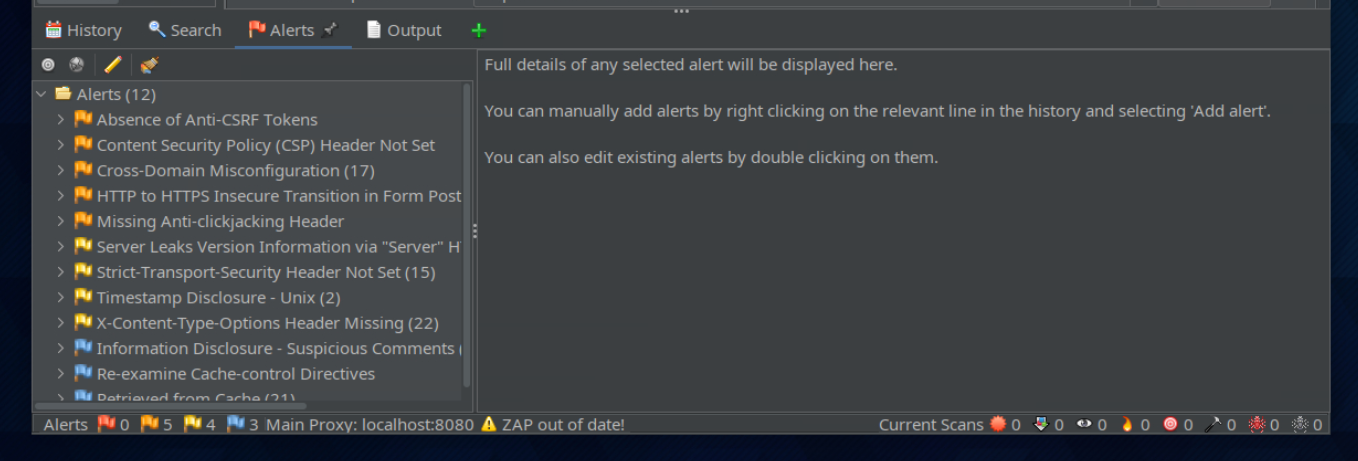 History Search Alerts Output
Full details of any selected alert will be displayed here.
You can manually add alerts by right clicking on the relevant line in the history and selecting 'Add alert'.
You can also edit existing alerts by double clicking on them.
Alerts (12)
Absence of Anti-CSRF Tokens
Content Security Policy (CSP) Header Not Set
Cross-Domain Misconfiguration (17)
HTTP to HTTPS Insecure Transition in Form Post
Missing Anti-clickjacking Header
Server Leaks Version Information via "Server" H
Strict-Transport-Security Header Not Set (15)
Timestamp Disclosure - Unix (2)
X-Content-Type-Options Header Missing (22)
Information Disclosure - Suspicious Comments (
Re-examine Cache-control Directives
Retrieved from Cache (21)
Alerts 0 5 4 3 Main Proxy: localhost:8080 ZAP out of date! Current Scans 0 0 0 0 0 0 0 0